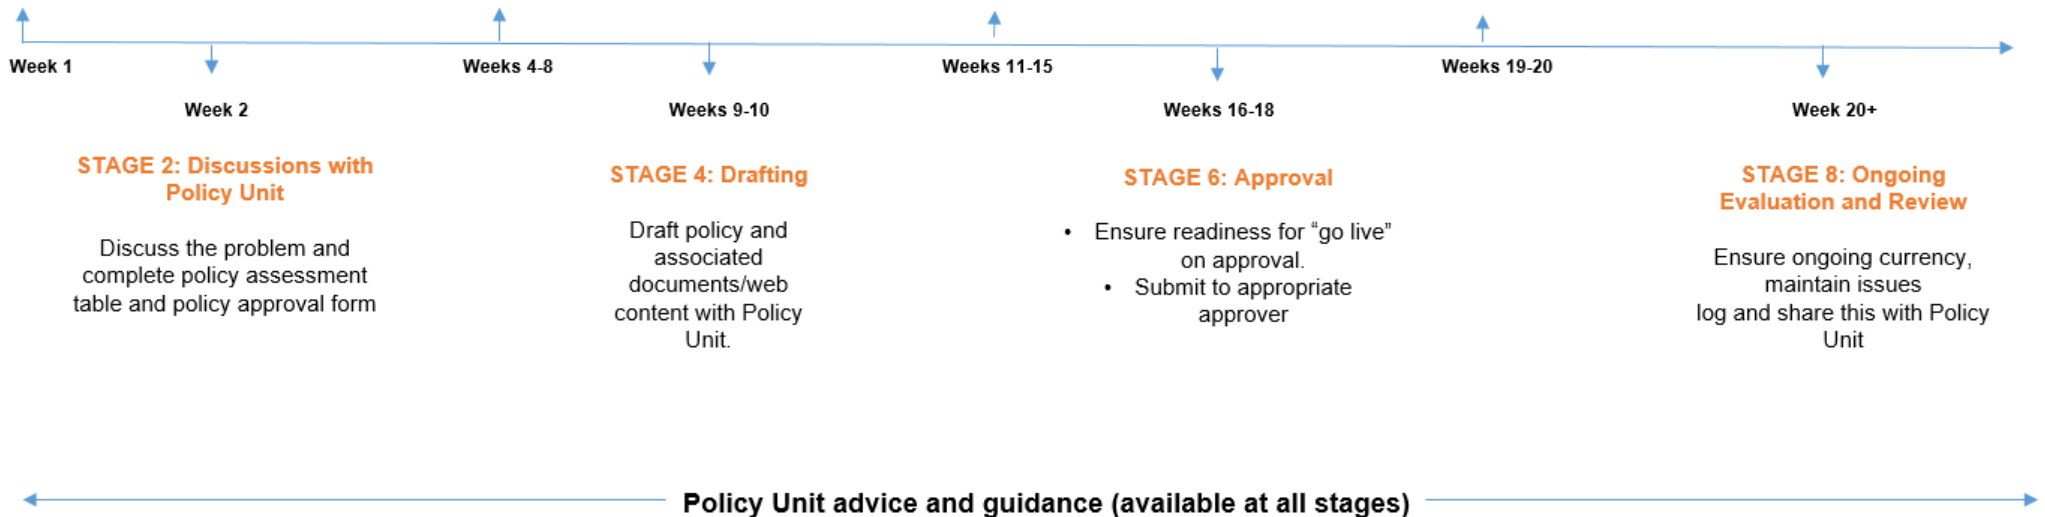 Week 1
Weeks 4-8
Weeks 11-15
Weeks 19-20
Week 2
Weeks 9-10
Weeks 16-18
Week 20+
STAGE 2: Discussions with
Policy Unit
Discuss the problem and
complete policy assessment
table and policy approval form
STAGE 4: Drafting
Draft policy and
associated
documents/web
content with Policy
Unit.
STAGE 6: Approval
• Ensure readiness for “go live”
on approval.
• Submit to appropriate
approver
STAGE 8: Ongoing
Evaluation and Review
Ensure ongoing currency,
maintain issues
log and share this with Policy
Unit
Policy Unit advice and guidance (available at all stages)